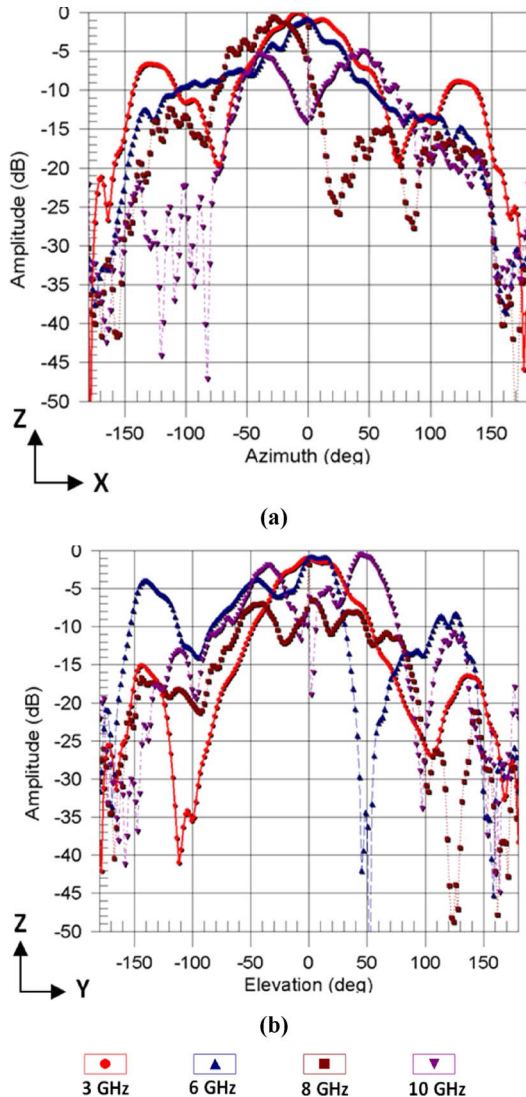 0
-5
-10
-15
-20
-25
-30
-35
-40
-45
-50
Amplitude (dB)
-150 -100 -50 0 50 100 150
Azimuth (deg)
Z
X
(a)
0
-5
-10
-15
-20
-25
-30
-35
-40
-45
-50
Amplitude (dB)
-150 -100 -50 0 50 100 150
Elevation (deg)
Z
Y
(b)
3 GHz 6 GHz 8 GHz 10 GHz